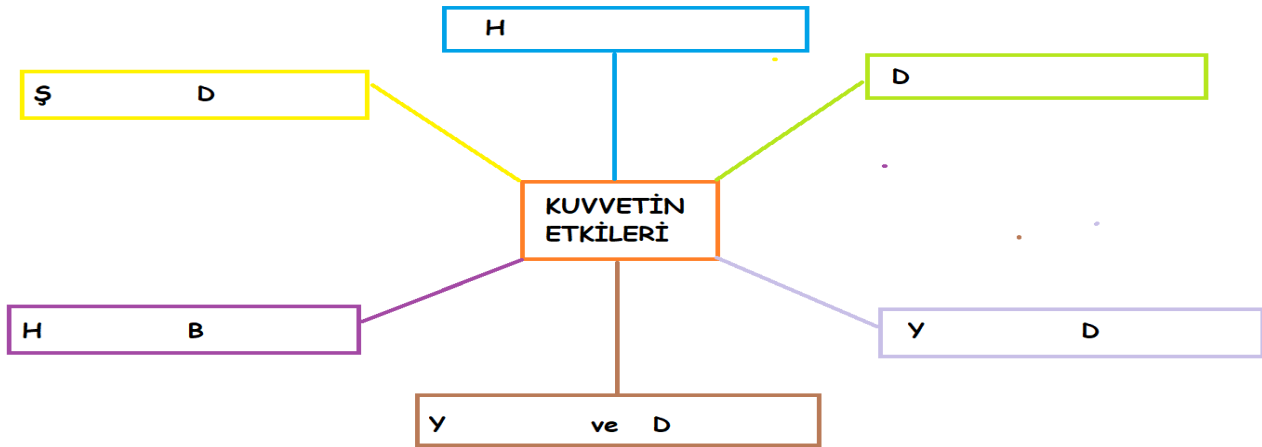 H
Ş D
D
KUVVETİN
ETKİLERİ
H B
Y D
Y ve D